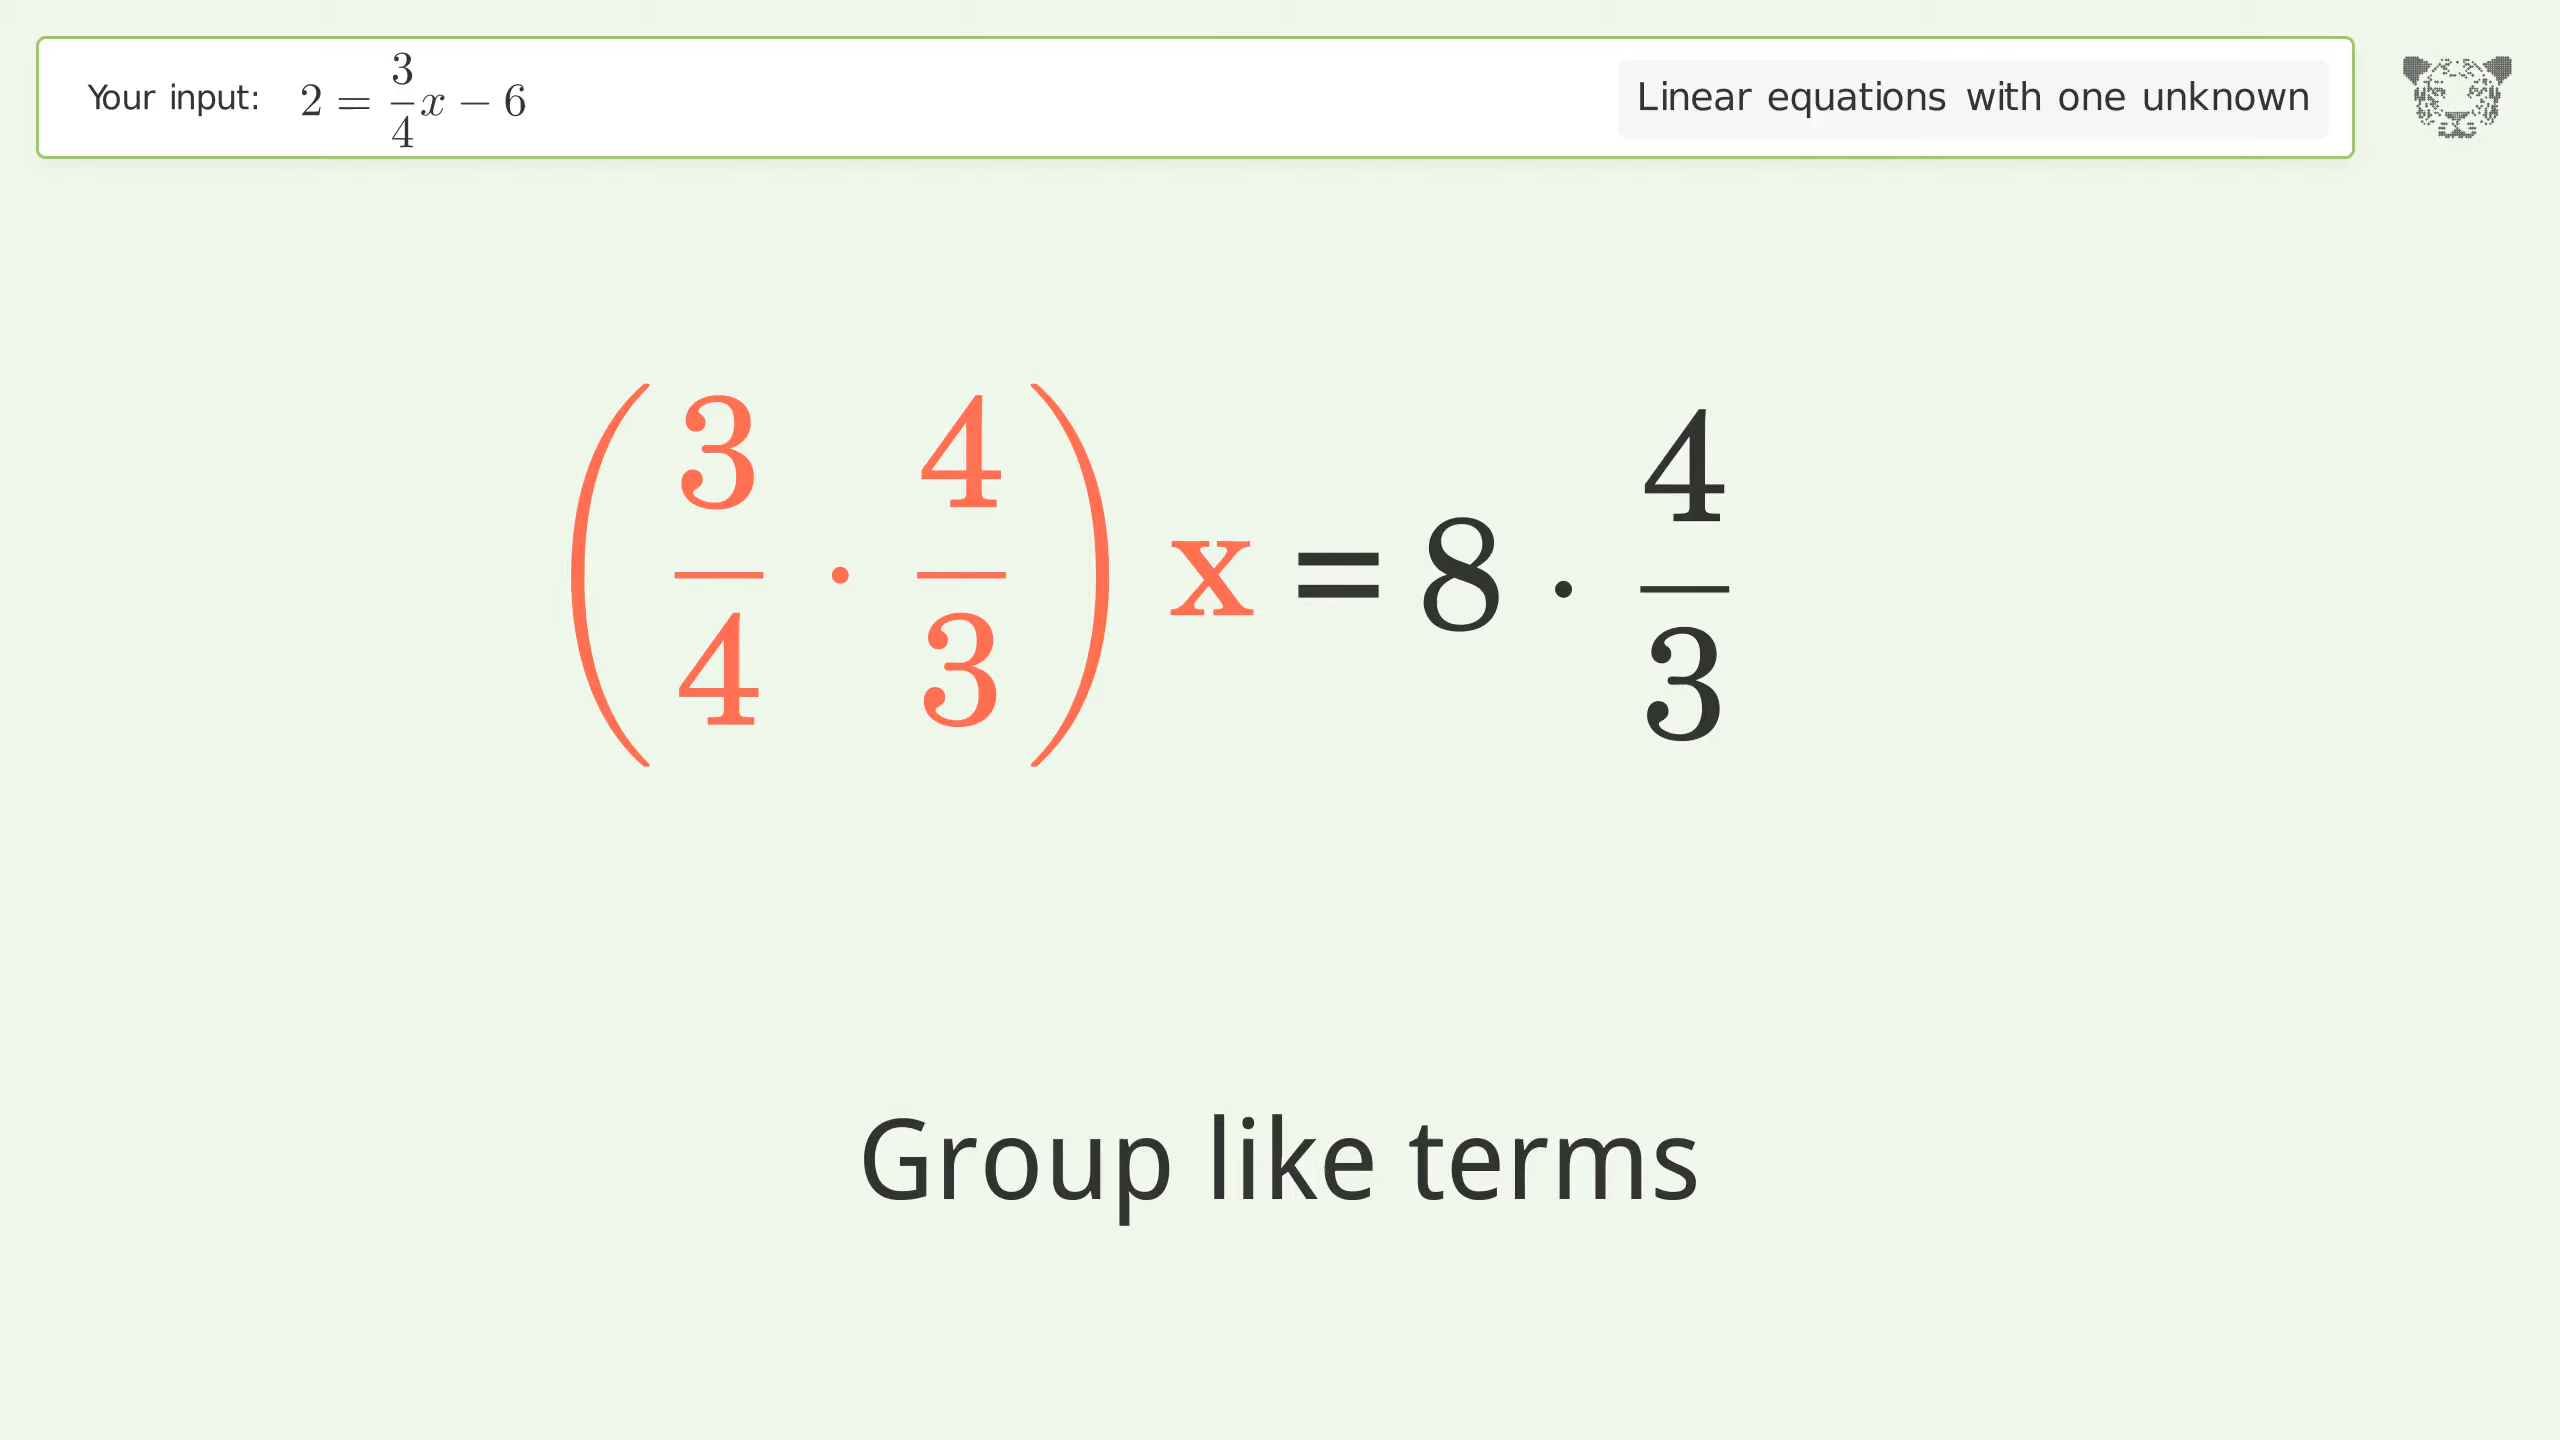 Your input: 2 = 3/4 x − 6
Linear equations with one unknown
(3/4 · 4/3) x = 8 · 4/3
Group like terms